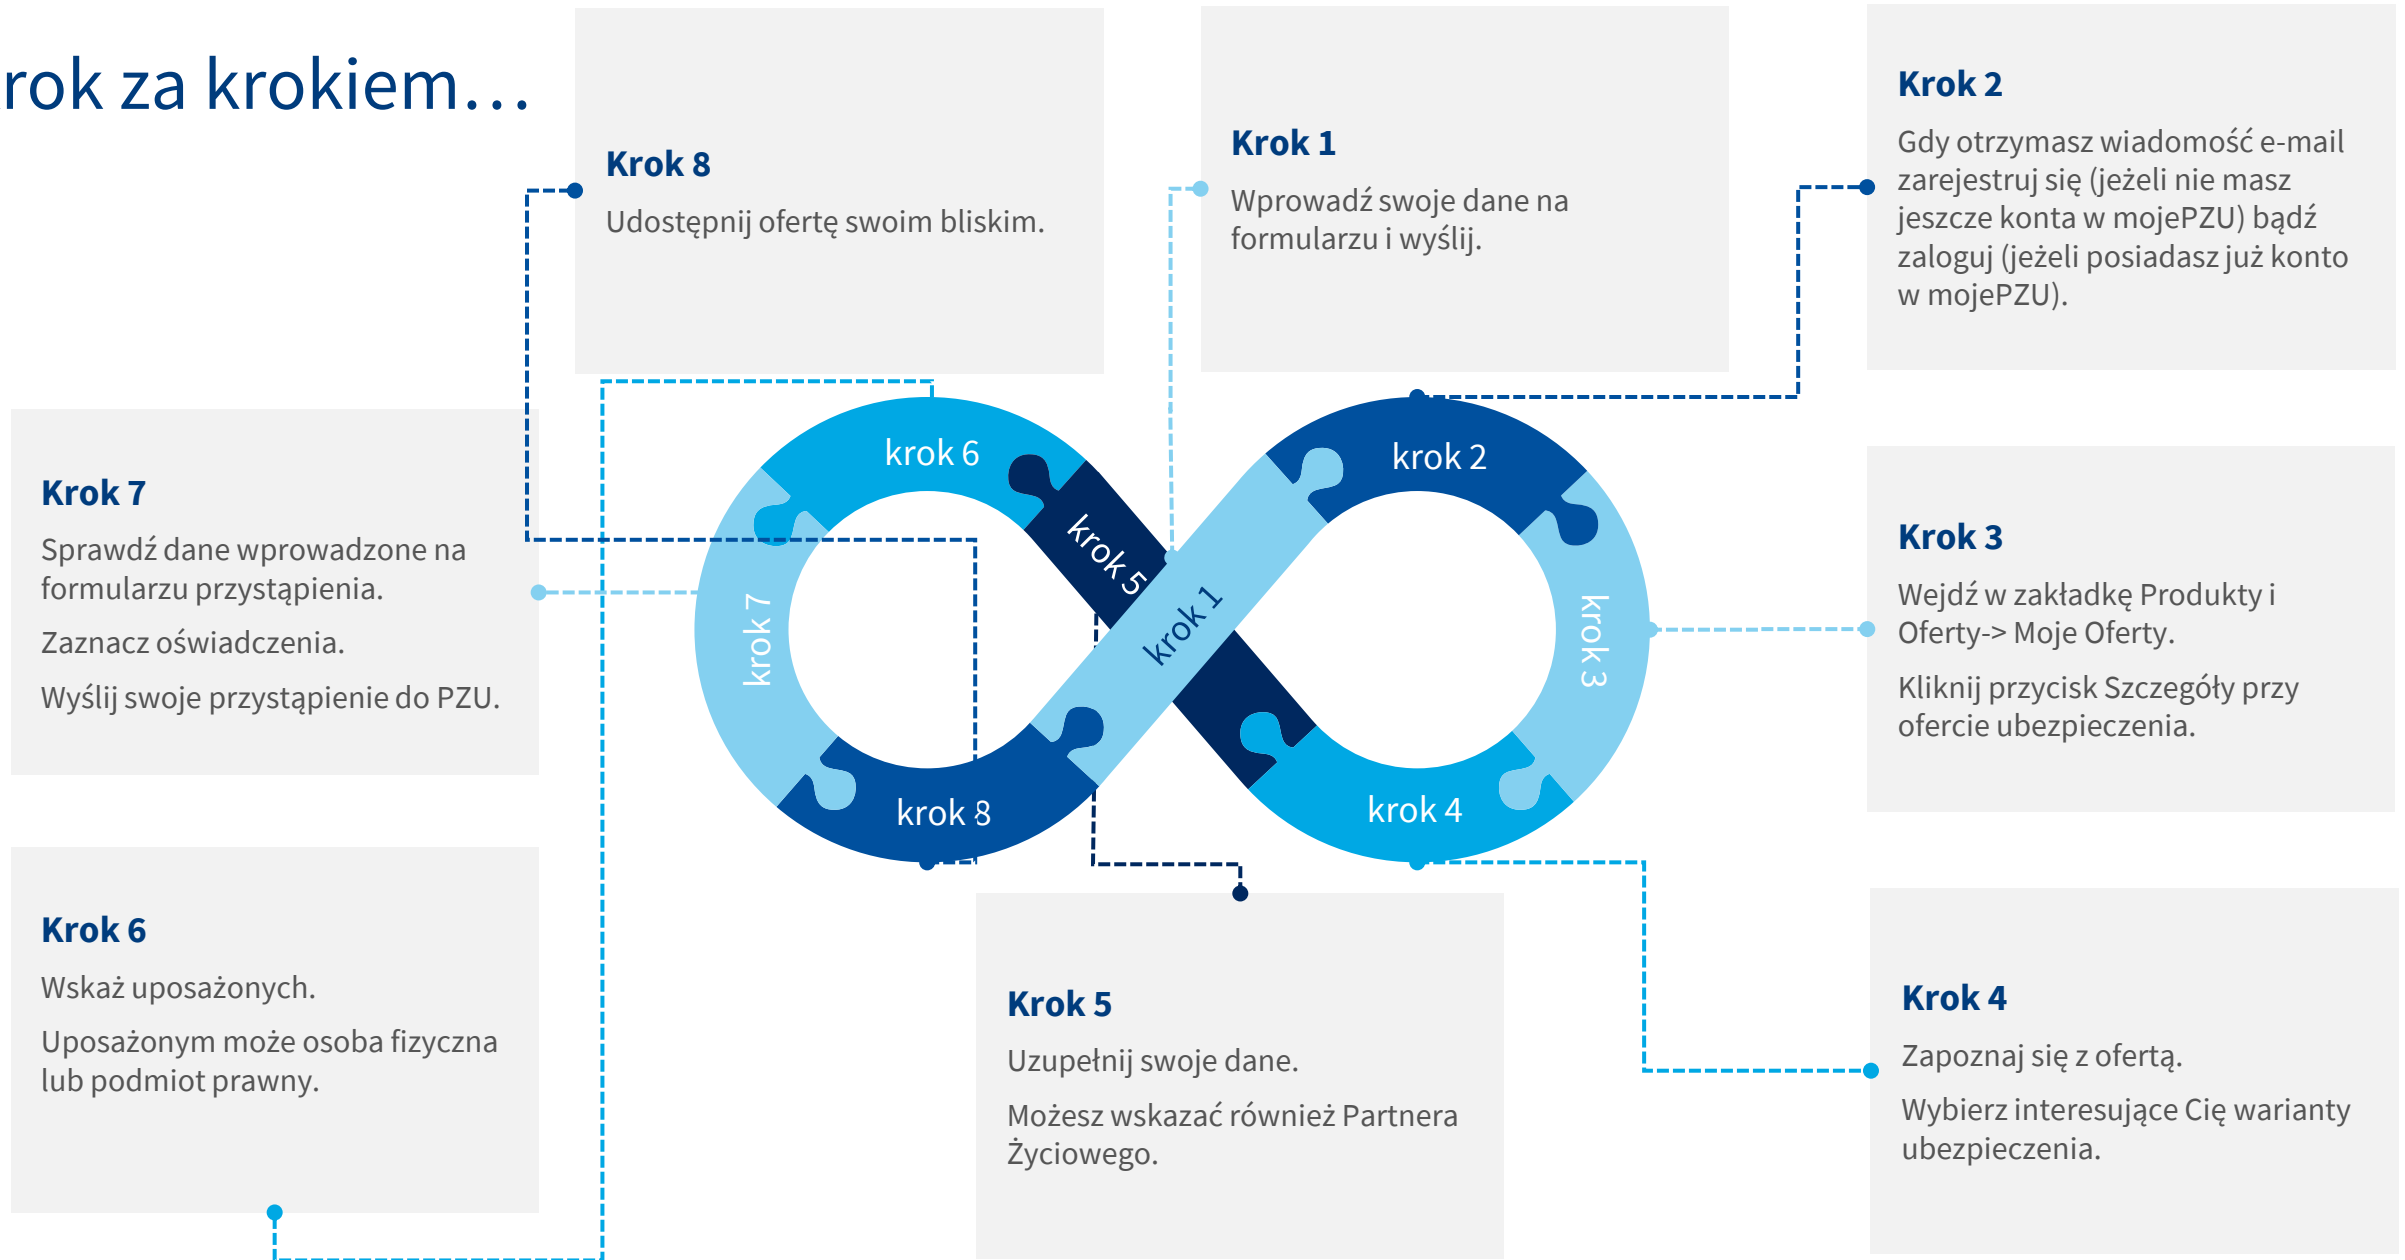 rok za krokiem…
Krok 8
Udostępnij ofertę swoim bliskim.
Krok 1
Wprowadź swoje dane na
formularzu i wyślij.
Krok 2
Gdy otrzymasz wiadomość e-mail
zarejestruj się (jeżeli nie masz
jeszcze konta w mojePZU) bądź
zaloguj (jeżeli posiadasz już konto
w mojePZU).
Krok 7
Sprawdź dane wprowadzone na
formularzu przystąpienia.
Zaznacz oświadczenia.
Wyślij swoje przystąpienie do PZU.
krok 6
krok 2
krok 5
krok 1
krok 7
krok 3
krok 8
krok 4
Krok 3
Wejdź w zakładkę Produkty i
Oferty-> Moje Oferty.
Kliknij przycisk Szczegóły przy
ofercie ubezpieczenia.
Krok 6
Wskaż uposażonych.
Uposażonym może osoba fizyczna
lub podmiot prawny.
Krok 5
Uzupełnij swoje dane.
Możesz wskazać również Partnera
Życiowego.
Krok 4
Zapoznaj się z ofertą.
Wybierz interesujące Cię warianty
ubezpieczenia.